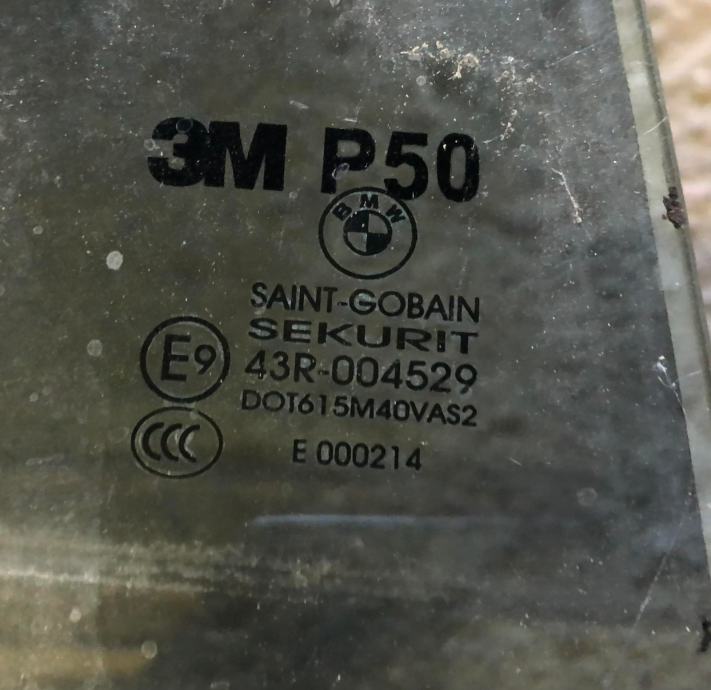 3M P50
BMW
SAINT-GOBAIN
SEKURIT
E9 43R-004529
DOT615M40VAS2
CCC
E 000214